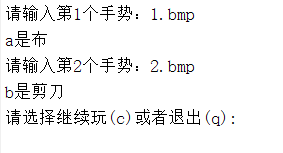 请输入第1个手势：1.bmp
a是布
请输入第2个手势：2.bmp
b是剪刀
请选择继续玩(c)或者退出(q):